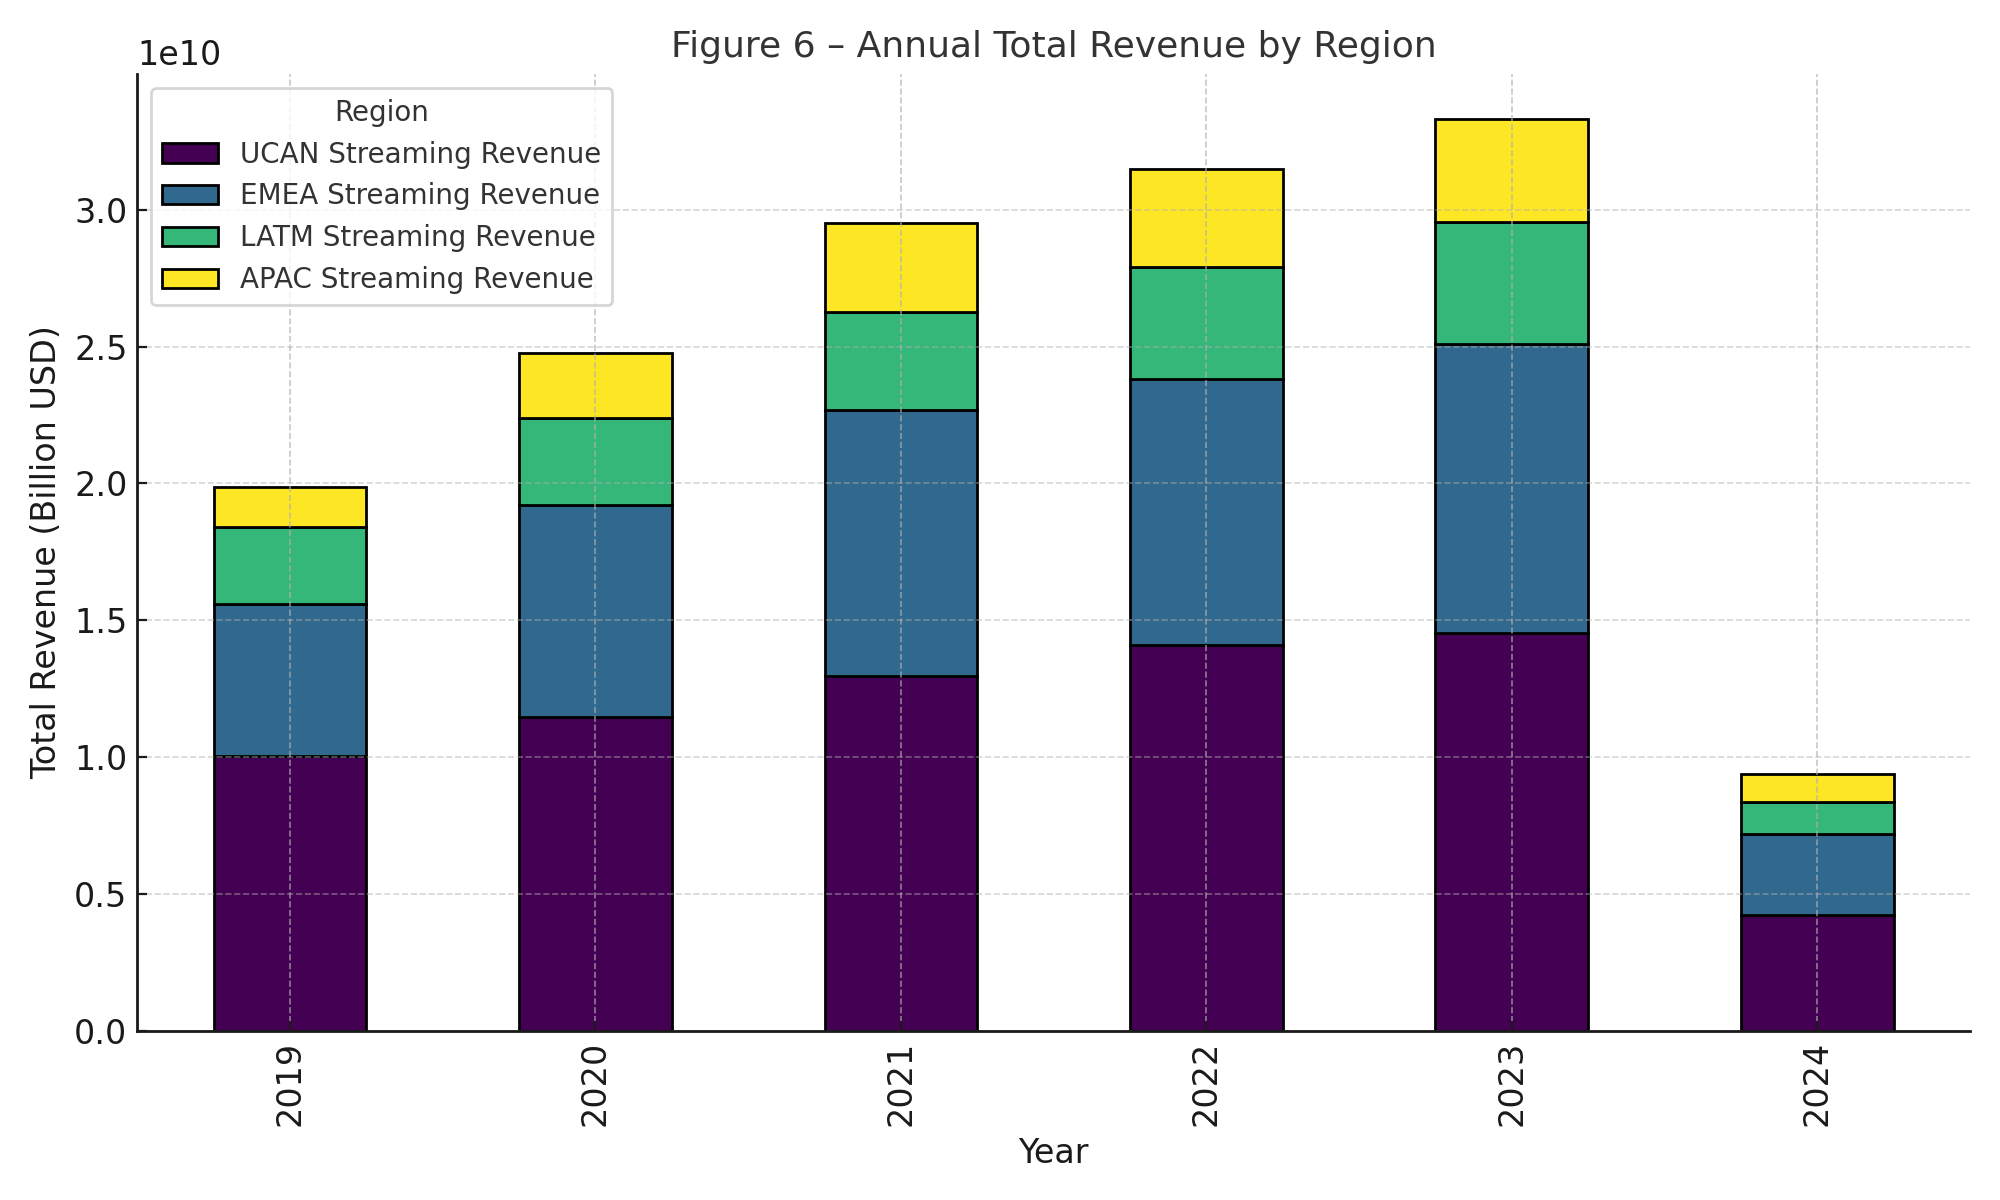 Figure 6 – Annual Total Revenue by Region
1e10
Region
UCAN Streaming Revenue
EMEA Streaming Revenue
LATM Streaming Revenue
APAC Streaming Revenue
Total Revenue (Billion USD)
3.0
2.5
2.0
1.5
1.0
0.5
0.0
2019
2020
2021
2022
2023
2024
Year